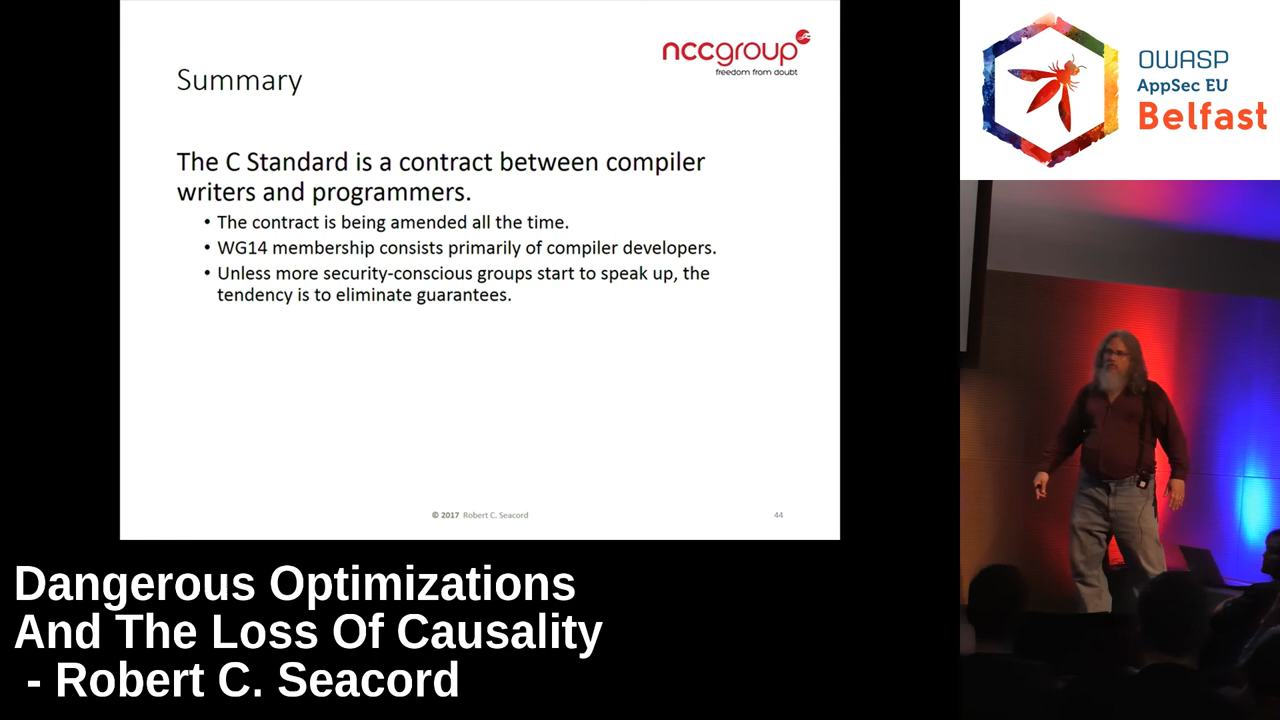 nccgroup
freedom from doubt
Summary
The C Standard is a contract between compiler
writers and programmers.
• The contract is being amended all the time.
• WG14 membership consists primarily of compiler developers.
• Unless more security-conscious groups start to speak up, the
tendency is to eliminate guarantees.
© 2017 Robert C. Seacord
44
OWASP
AppSec EU
Belfast
Dangerous Optimizations
And The Loss Of Causality
- Robert C. Seacord